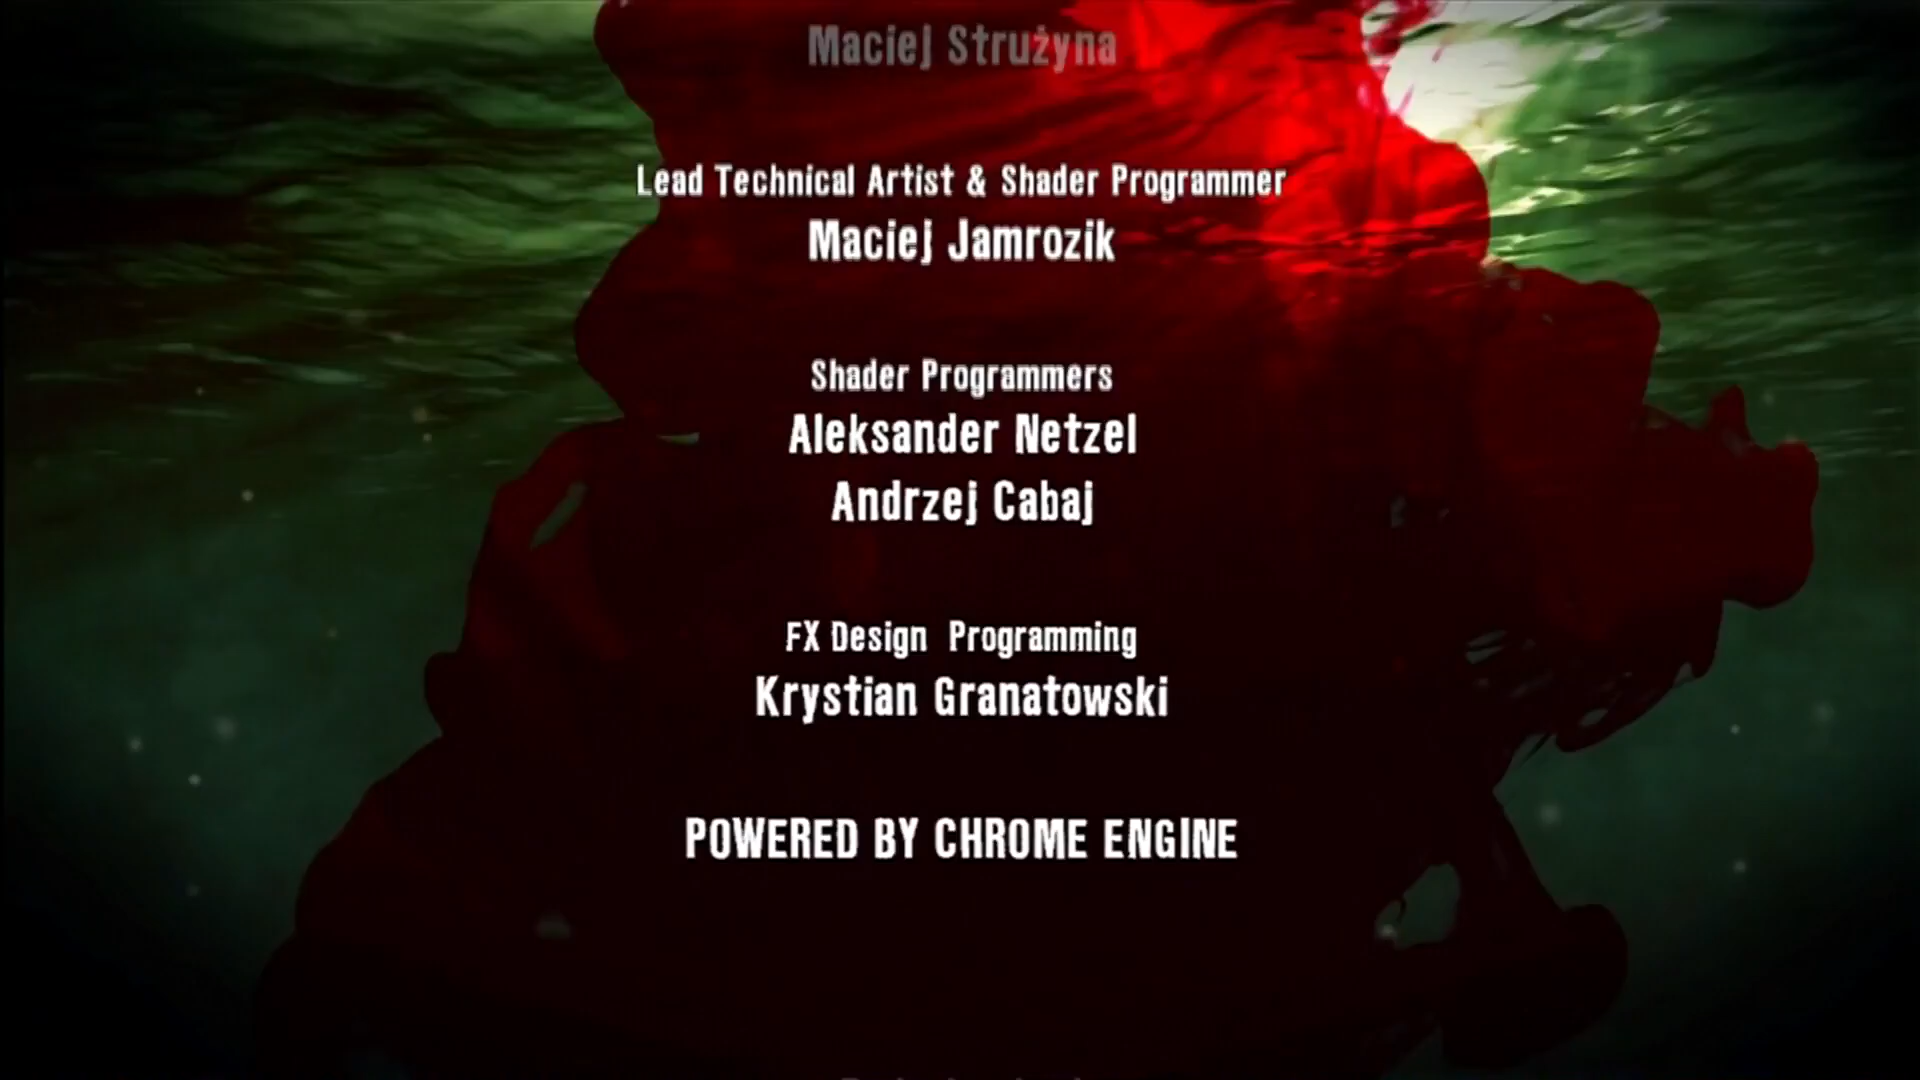 Maciej Strużyna
Lead Technical Artist & Shader Programmer
Maciej Jamrozik
Shader Programmers
Aleksander Netzel
Andrzej Cabaj
FX Design  Programming
Krystian Granatowski
POWERED BY CHROME ENGINE